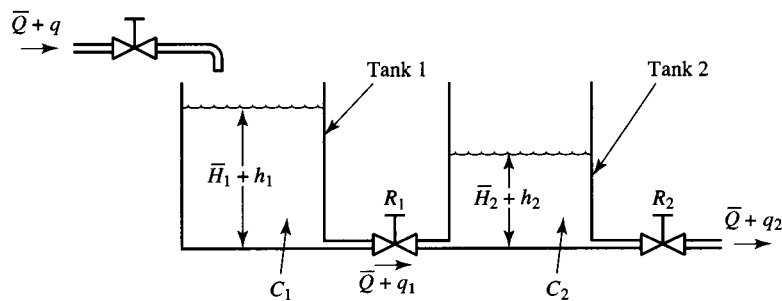 Q̅ + q
Tank 1
Tank 2
H̅₁ + h₁
H̅₂ + h₂
R₁
R₂
Q̅ + q₂
Q̅ + q₁
C₁
C₂